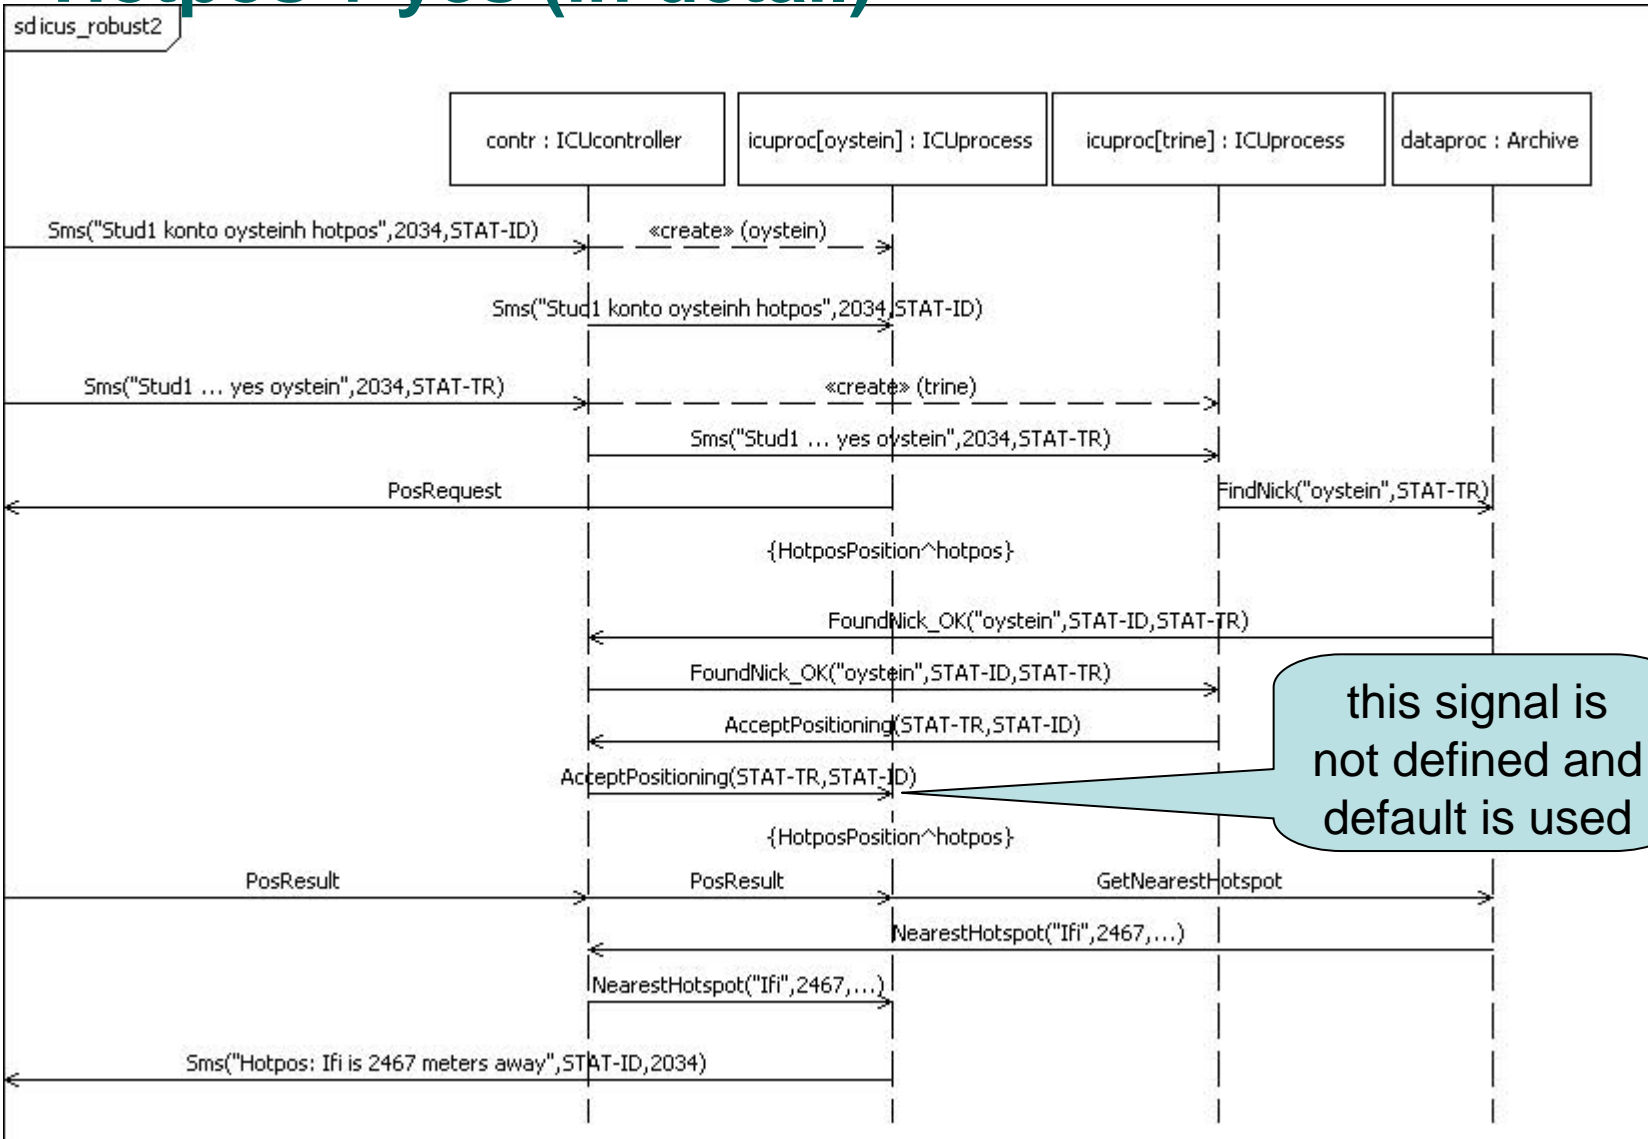 yes (in detail)
sd icus_robust2
contr : ICUcontroller
icuproc[oystein] : ICUprocess
icuproc[trine] : ICUprocess
dataproc : Archive
Sms("Stud1 konto oysteinh hotpos",2034,STAT-ID)
«create» (oystein)
Sms("Stud1 konto oysteinh hotpos",2034,STAT-ID)
Sms("Stud1 ... yes oystein",2034,STAT-TR)
«create» (trine)
Sms("Stud1 ... yes oystein",2034,STAT-TR)
PosRequest
FindNick("oystein",STAT-TR)
{HotposPosition^hotpos}
FoundNick_OK("oystein",STAT-ID,STAT-TR)
FoundNick_OK("oystein",STAT-ID,STAT-TR)
AcceptPositioning(STAT-TR,STAT-ID)
AcceptPositioning(STAT-TR,STAT-ID)
this signal is
not defined and
default is used
{HotposPosition^hotpos}
PosResult
PosResult
GetNearestHotspot
NearestHotspot("Ifi",2467,...)
NearestHotspot("Ifi",2467,...)
Sms("Hotpos: Ifi is 2467 meters away",STAT-ID,2034)